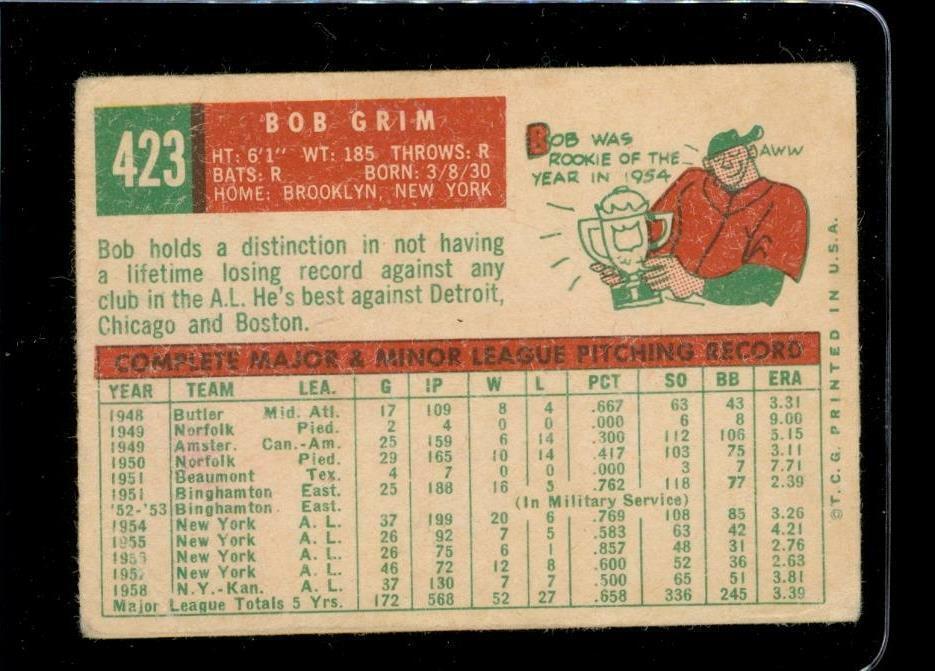 423
BOB GRIM
HT: 6'1" WT: 185 THROWS: R
BATS: R BORN: 3/8/30
HOME: BROOKLYN, NEW YORK
BOB WAS
ROOKIE OF THE
YEAR IN 1954
AWW
Bob holds a distinction in not having
a lifetime losing record against any
club in the A.L. He's best against Detroit,
Chicago and Boston.
COMPLETE MAJOR & MINOR LEAGUE PITCHING RECORD
YEAR TEAM LEA. G IP W L PCT SO BB ERA
1948 Butler Mid. Atl. 17 109 8 4 .667 63 43 3.31
1949 Norfolk Pied. 2 4 0 0 .000 6 8 9.00
1949 Amster. Can.-Am. 25 159 6 14 .300 112 106 5.15
1950 Norfolk Pied. 29 165 10 14 .417 103 75 3.11
1951 Beaumont Tex. 4 7 0 0 .000 3 7 7.71
1951 Binghamton East. 25 188 16 5 .762 118 77 2.39
'52-'53 Binghamton East. (In Military Service)
1954 New York A. L. 37 199 20 6 .769 108 85 3.26
1955 New York A. L. 26 92 7 5 .583 63 42 4.21
1956 New York A. L. 26 75 6 1 .857 48 31 2.76
1957 New York A. L. 46 72 12 8 .600 52 36 2.63
1958 N.Y.-Kan. A. L. 37 130 7 7 .500 65 51 3.81
Major League Totals 5 Yrs. 172 568 52 27 .658 336 245 3.39
© T.C.G. PRINTED IN U.S.A.